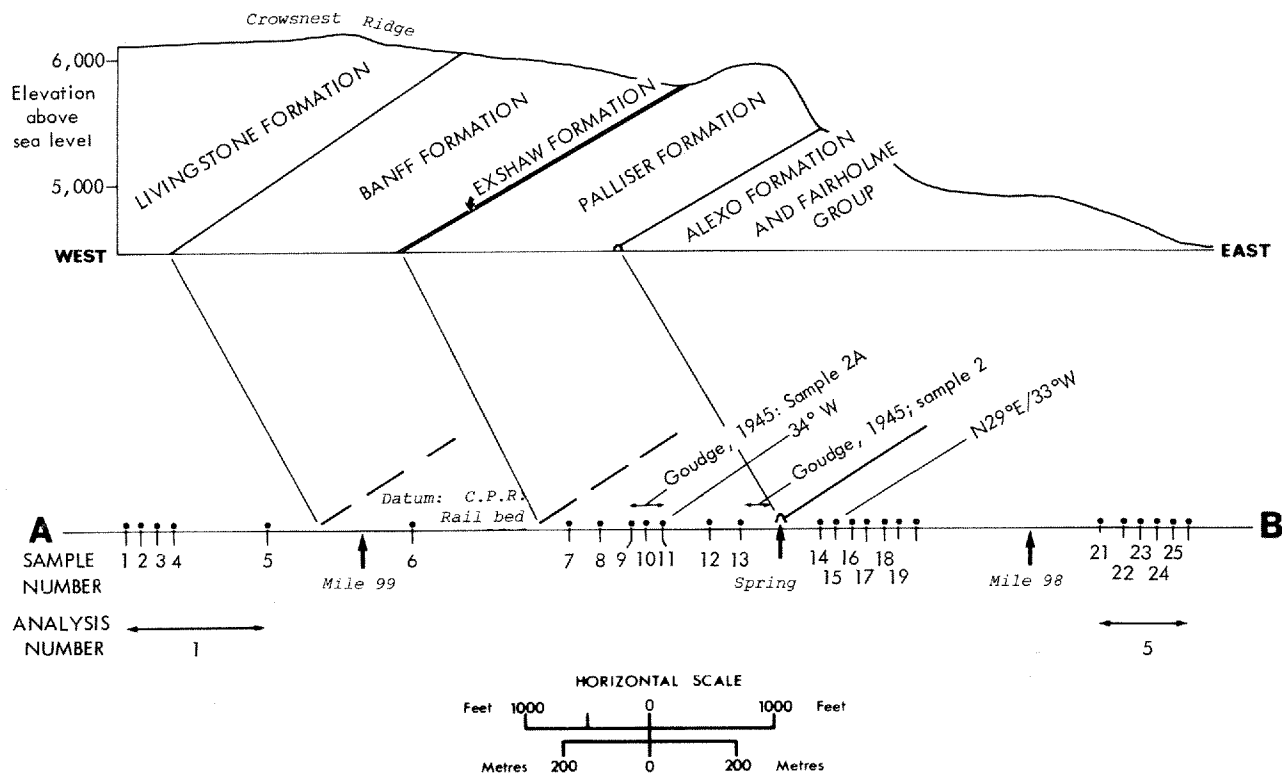 Crowsnest Ridge
6,000
Elevation
above
sea level
5,000
LIVINGSTONE FORMATION
BANFF FORMATION
EXSHAW FORMATION
PALLISER FORMATION
ALEXO FORMATION
AND FAIRHOLME
GROUP
WEST
EAST
Goudge, 1945: Sample 2A
34° W
Goudge, 1945; sample 2
N29°E/33°W
Datum: C.P.R.
Rail bed
A
B
SAMPLE
NUMBER
1 2 3 4 5 6 7 8 9 10 11 12 13 14 15 16 17 18 19 21 22 23 24 25
Mile 99
Spring
Mile 98
ANALYSIS
NUMBER
1
5
HORIZONTAL SCALE
Feet 1000 0 1000 Feet
Metres 200 0 200 Metres